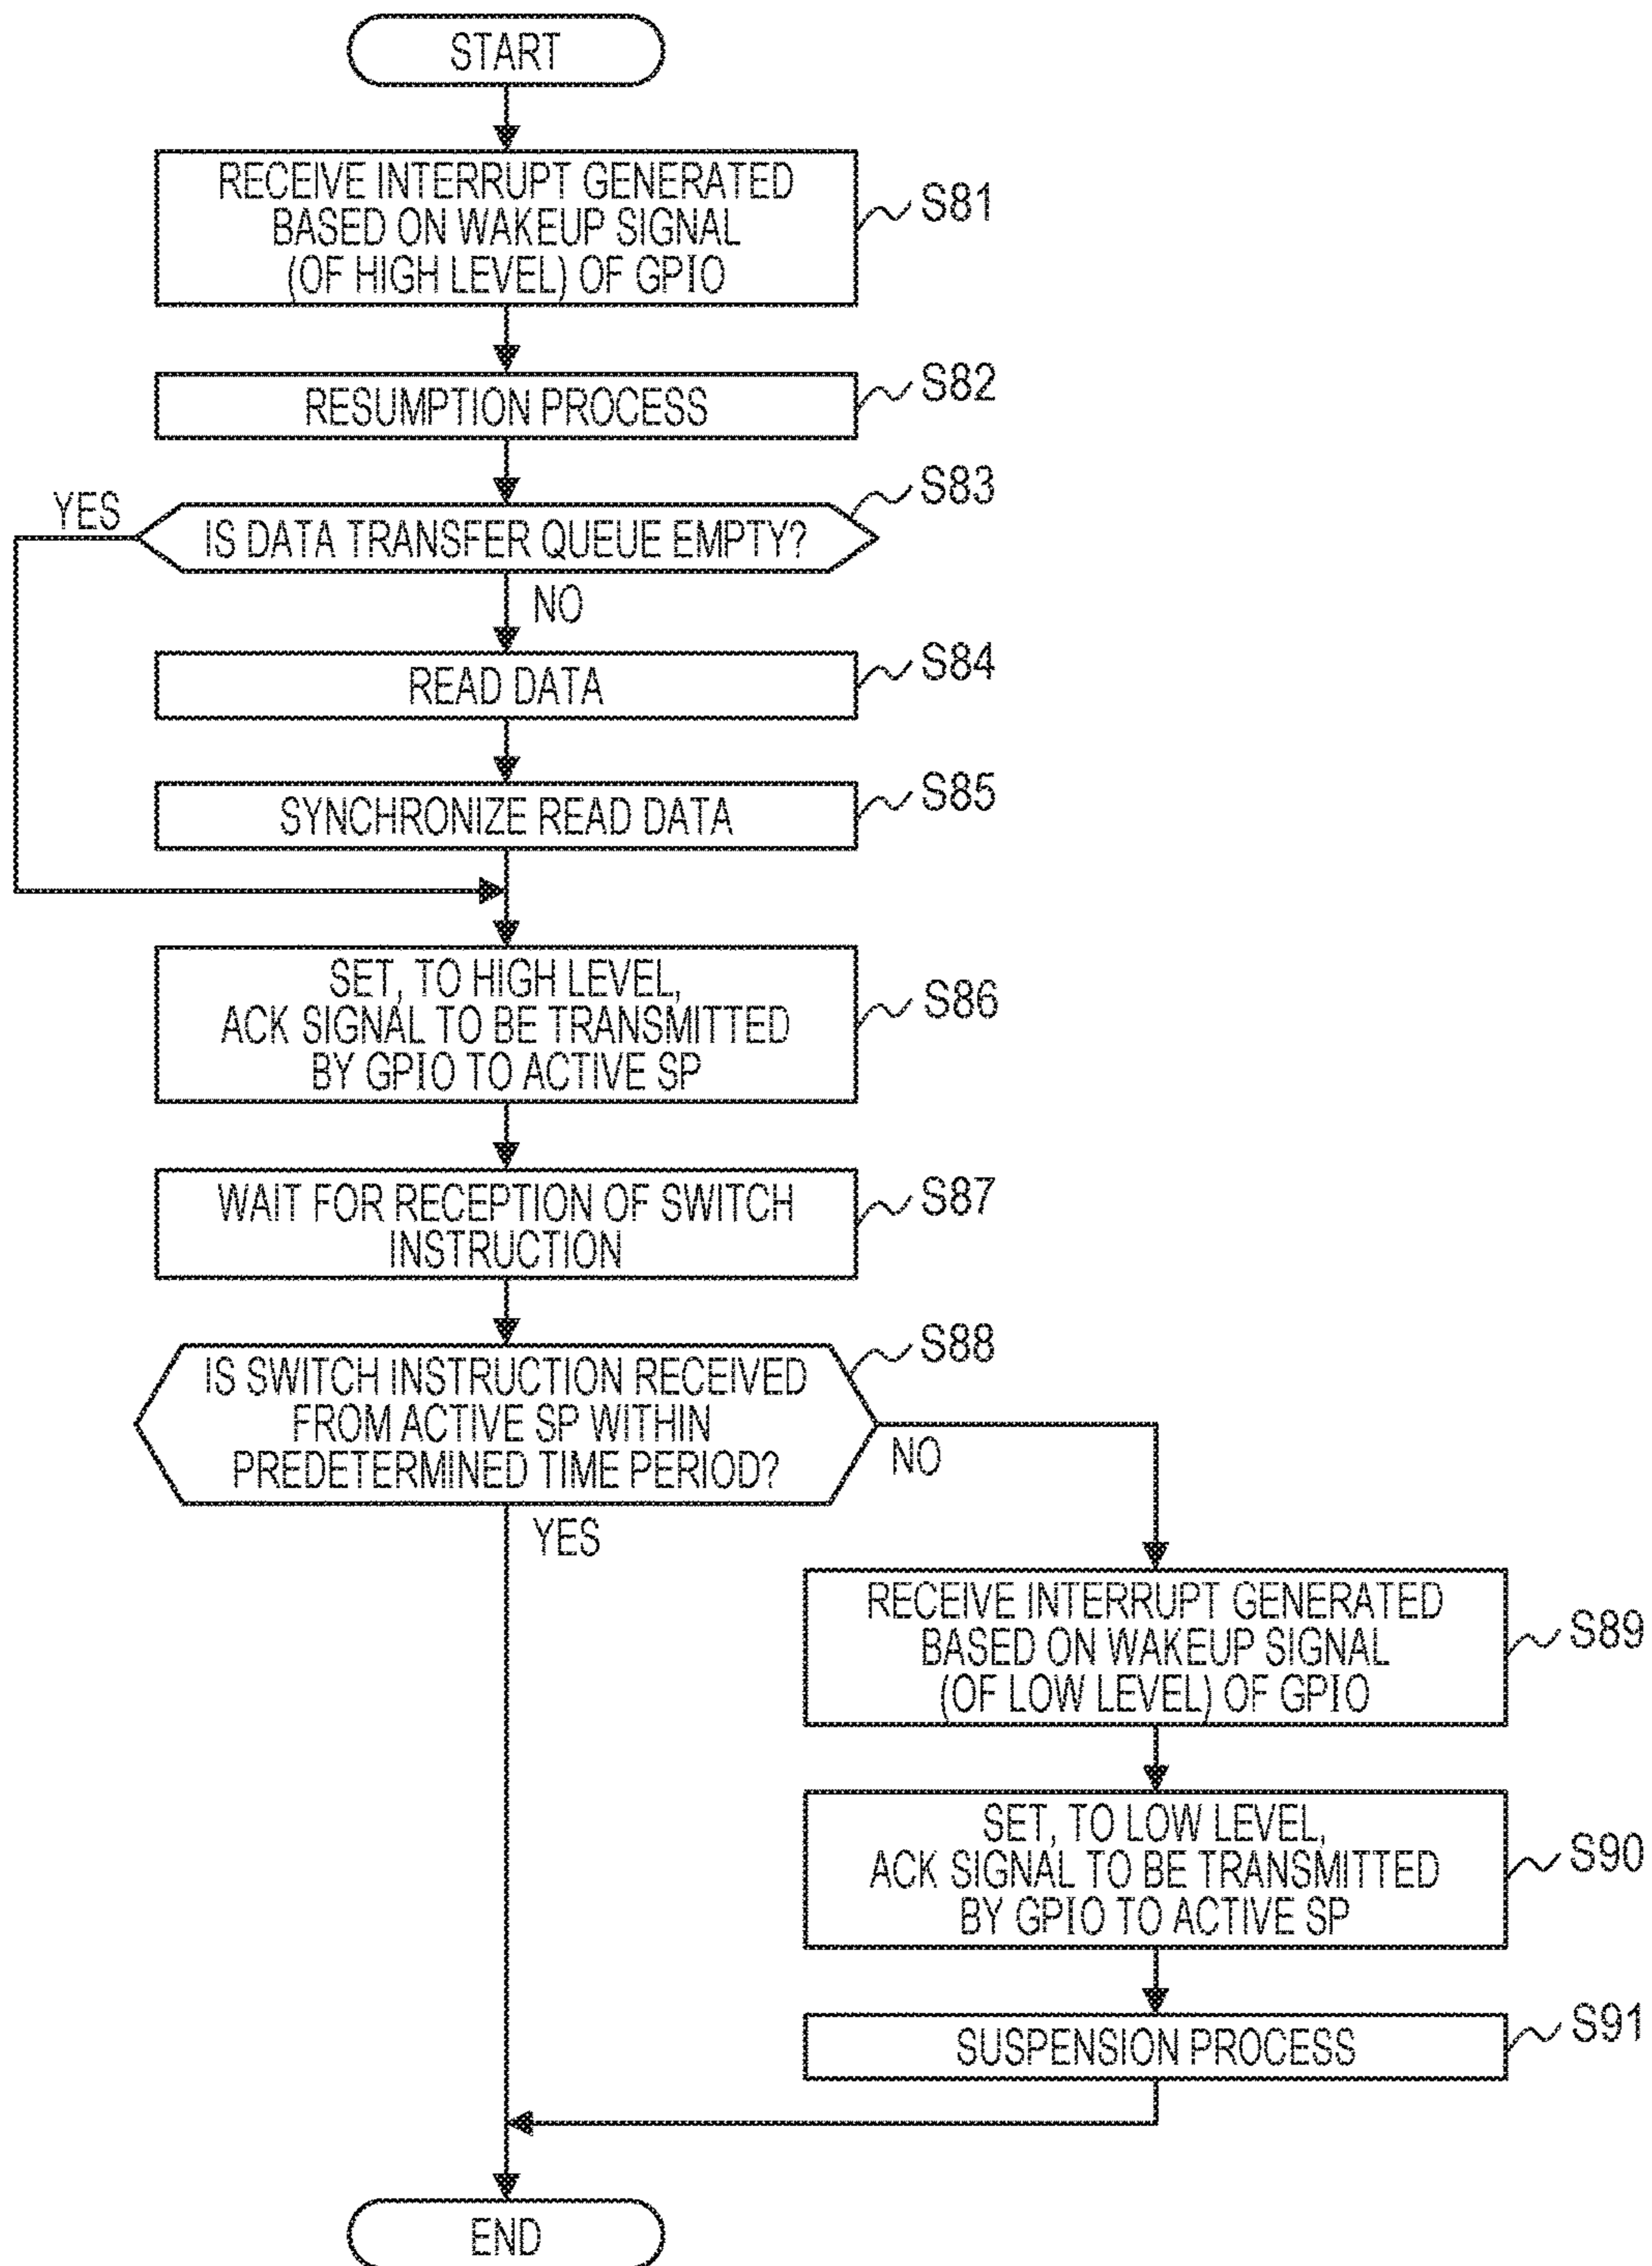 START
RECEIVE INTERRUPT GENERATED
BASED ON WAKEUP SIGNAL
(OF HIGH LEVEL) OF GPIO
S81
RESUMPTION PROCESS
S82
IS DATA TRANSFER QUEUE EMPTY?
S83
YES
NO
READ DATA
S84
SYNCHRONIZE READ DATA
S85
SET, TO HIGH LEVEL,
ACK SIGNAL TO BE TRANSMITTED
BY GPIO TO ACTIVE SP
S86
WAIT FOR RECEPTION OF SWITCH
INSTRUCTION
S87
IS SWITCH INSTRUCTION RECEIVED
FROM ACTIVE SP WITHIN
PREDETERMINED TIME PERIOD?
S88
NO
YES
RECEIVE INTERRUPT GENERATED
BASED ON WAKEUP SIGNAL
(OF LOW LEVEL) OF GPIO
S89
SET, TO LOW LEVEL,
ACK SIGNAL TO BE TRANSMITTED
BY GPIO TO ACTIVE SP
S90
SUSPENSION PROCESS
S91
END